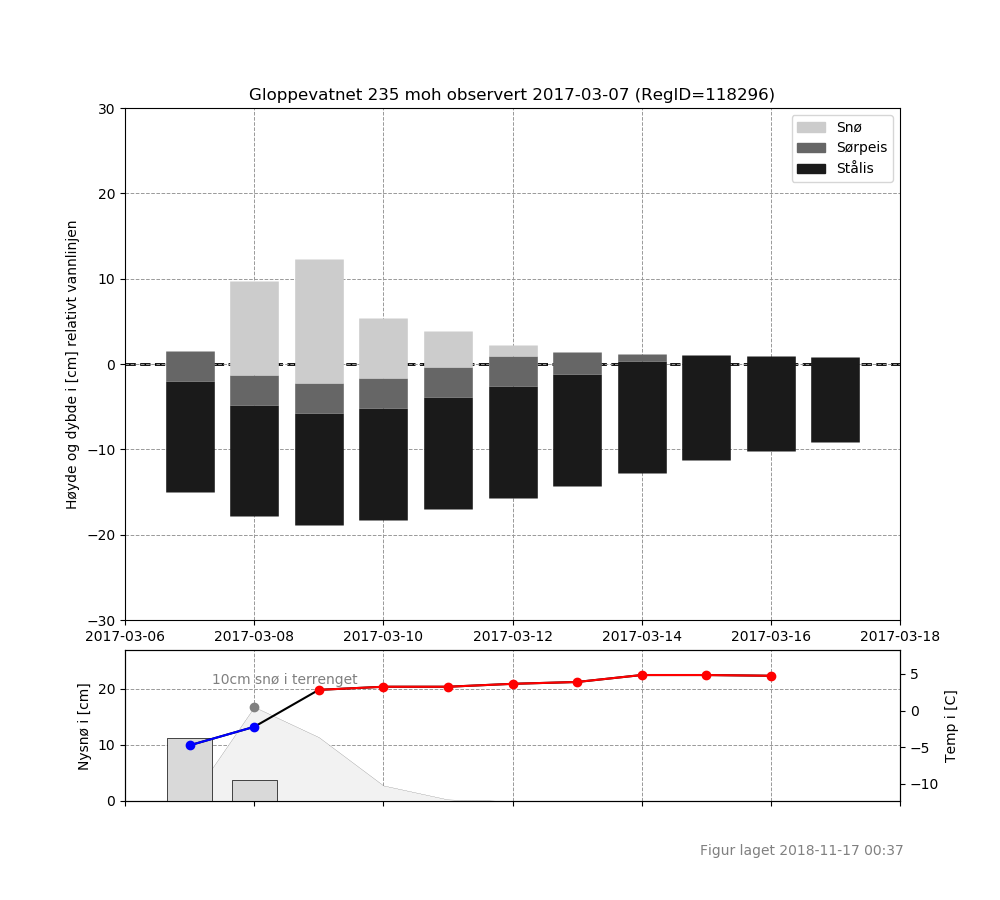 Gloppevatnet 235 moh observert 2017-03-07 (RegID=118296)
Høyde og dybde i [cm] relativt vannlinjen
30
20
10
0
−10
−20
−30
Snø
Sørpeis
Stålis
2017-03-06 2017-03-08 2017-03-10 2017-03-12 2017-03-14 2017-03-16 2017-03-18
Nysnø i [cm]
20
10
0
10cm snø i terrenget
5
0
−5
−10
Temp i [C]
Figur laget 2018-11-17 00:37